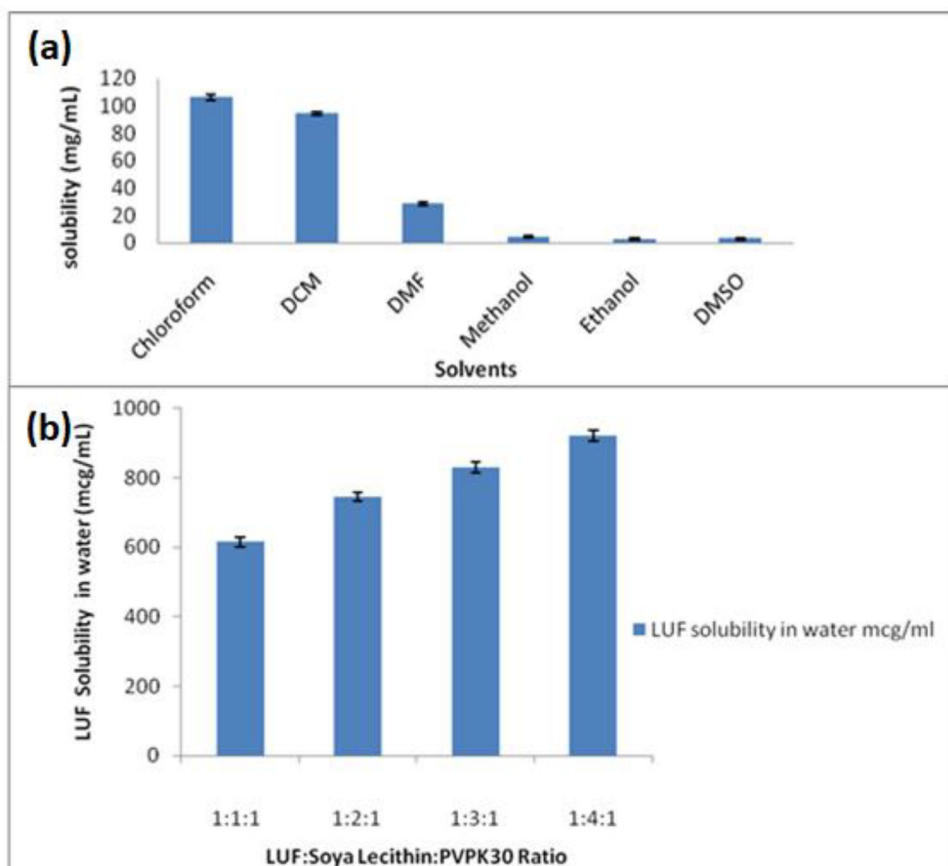 (a)
solubility (mg/mL)
120
100
80
60
40
20
0
Chloroform
DCM
DMF
Methanol
Ethanol
DMSO
Solvents
(b)
LUF Solubility in water (mcg/mL)
1000
800
600
400
200
0
LUF solubility in water mcg/ml
1:1:1 1:2:1 1:3:1 1:4:1
LUF:Soya Lecithin:PVPK30 Ratio